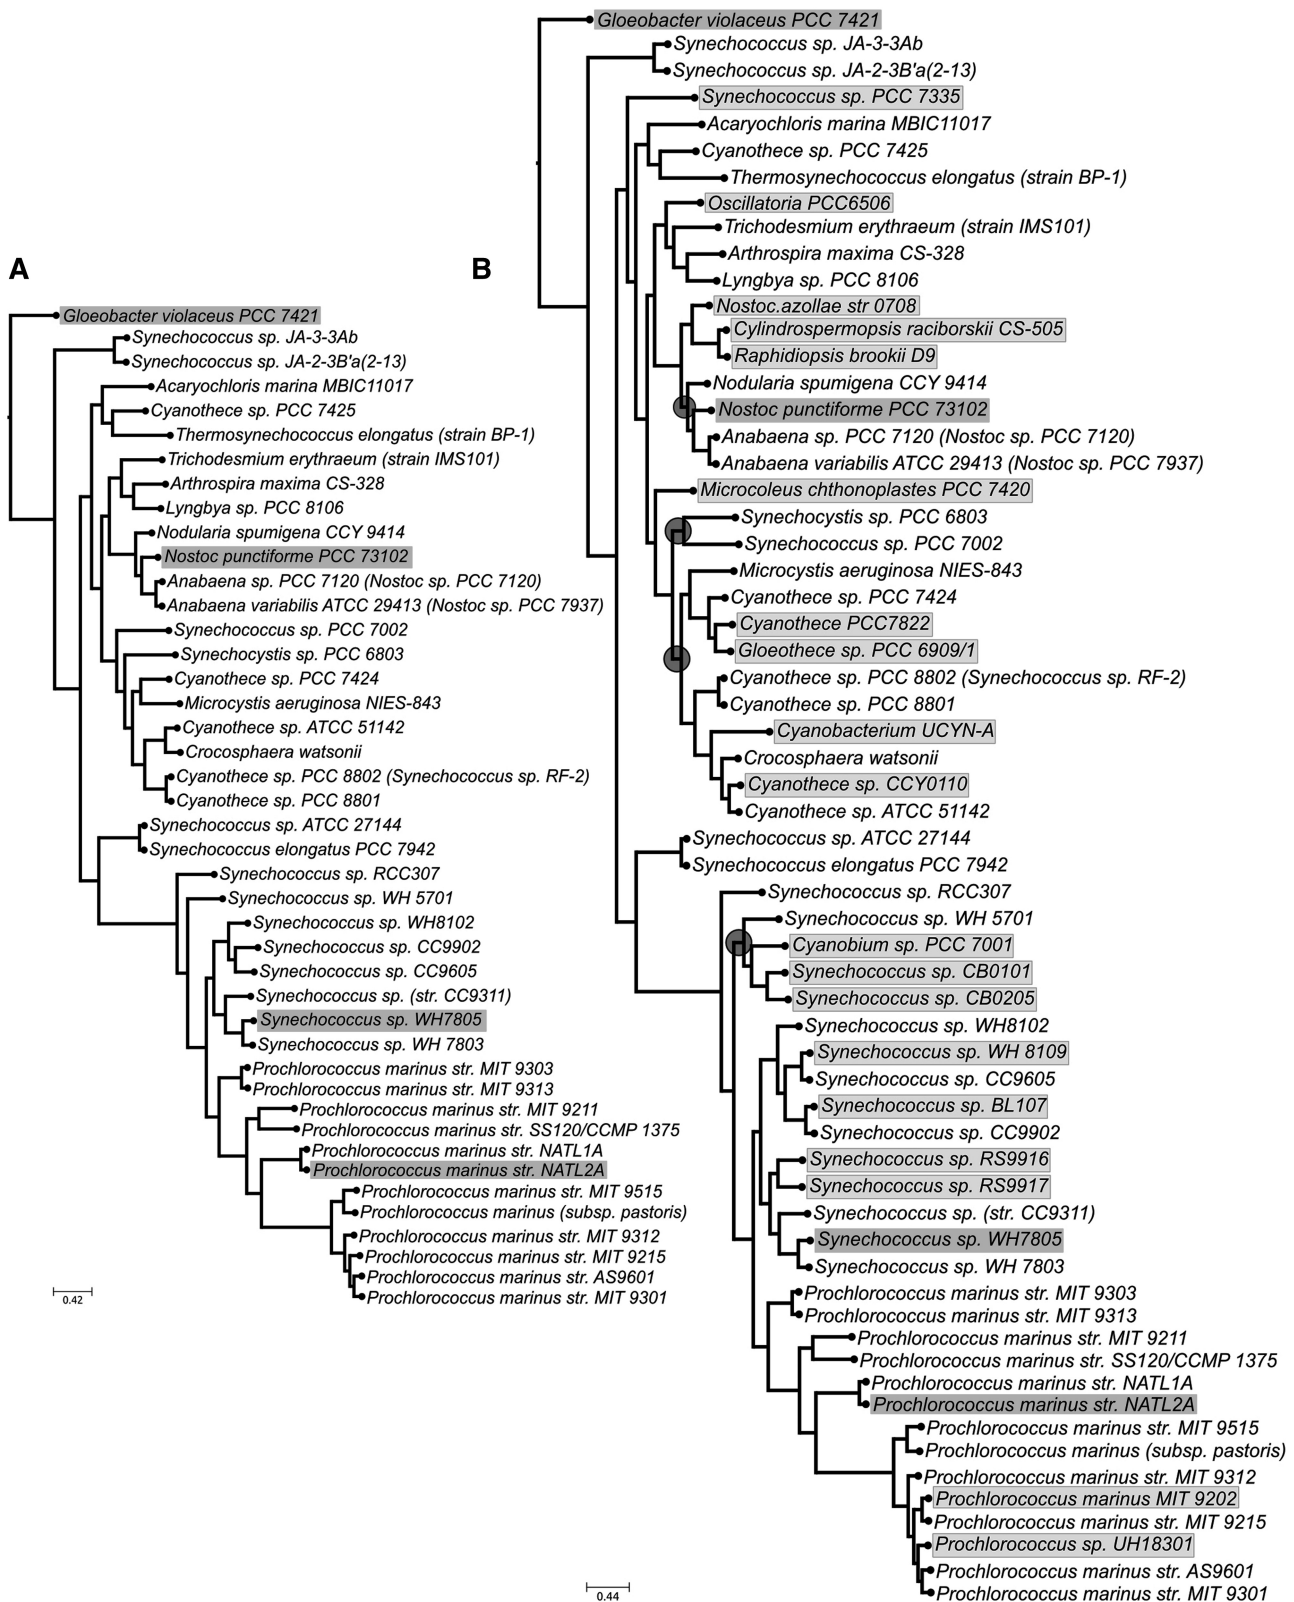 A
Gloeobacter violaceus PCC 7421
Synechococcus sp. JA-3-3Ab
Synechococcus sp. JA-2-3B'a(2-13)
Acaryochloris marina MBIC11017
Cyanothece sp. PCC 7425
Thermosynechococcus elongatus (strain BP-1)
Trichodesmium erythraeum (strain IMS101)
Arthrospira maxima CS-328
Lyngbya sp. PCC 8106
Nodularia spumigena CCY 9414
Nostoc punctiforme PCC 73102
Anabaena sp. PCC 7120 (Nostoc sp. PCC 7120)
Anabaena variabilis ATCC 29413 (Nostoc sp. PCC 7937)
Synechococcus sp. PCC 7002
Synechocystis sp. PCC 6803
Cyanothece sp. PCC 7424
Microcystis aeruginosa NIES-843
Cyanothece sp. ATCC 51142
Crocosphaera watsonii
Cyanothece sp. PCC 8802 (Synechococcus sp. RF-2)
Cyanothece sp. PCC 8801
Synechococcus sp. ATCC 27144
Synechococcus elongatus PCC 7942
Synechococcus sp. RCC307
Synechococcus sp. WH 5701
Synechococcus sp. WH8102
Synechococcus sp. CC9902
Synechococcus sp. CC9605
Synechococcus sp. (str. CC9311)
Synechococcus sp. WH7805
Synechococcus sp. WH 7803
Prochlorococcus marinus str. MIT 9303
Prochlorococcus marinus str. MIT 9313
Prochlorococcus marinus str. MIT 9211
Prochlorococcus marinus str. SS120/CCMP 1375
Prochlorococcus marinus str. NATL1A
Prochlorococcus marinus str. NATL2A
Prochlorococcus marinus str. MIT 9515
Prochlorococcus marinus (subsp. pastoris)
Prochlorococcus marinus str. MIT 9312
Prochlorococcus marinus str. MIT 9215
Prochlorococcus marinus str. AS9601
Prochlorococcus marinus str. MIT 9301
0.42
B
Gloeobacter violaceus PCC 7421
Synechococcus sp. JA-3-3Ab
Synechococcus sp. JA-2-3B'a(2-13)
Synechococcus sp. PCC 7335
Acaryochloris marina MBIC11017
Cyanothece sp. PCC 7425
Thermosynechococcus elongatus (strain BP-1)
Oscillatoria PCC6506
Trichodesmium erythraeum (strain IMS101)
Arthrospira maxima CS-328
Lyngbya sp. PCC 8106
Nostoc.azollae str 0708
Cylindrospermopsis raciborskii CS-505
Raphidiopsis brookii D9
Nodularia spumigena CCY 9414
Nostoc punctiforme PCC 73102
Anabaena sp. PCC 7120 (Nostoc sp. PCC 7120)
Anabaena variabilis ATCC 29413 (Nostoc sp. PCC 7937)
Microcoleus chthonoplastes PCC 7420
Synechocystis sp. PCC 6803
Synechococcus sp. PCC 7002
Microcystis aeruginosa NIES-843
Cyanothece sp. PCC 7424
Cyanothece PCC7822
Gloeothece sp. PCC 6909/1
Cyanothece sp. PCC 8802 (Synechococcus sp. RF-2)
Cyanothece sp. PCC 8801
Cyanobacterium UCYN-A
Crocosphaera watsonii
Cyanothece sp. CCY0110
Cyanothece sp. ATCC 51142
Synechococcus sp. ATCC 27144
Synechococcus elongatus PCC 7942
Synechococcus sp. RCC307
Synechococcus sp. WH 5701
Cyanobium sp. PCC 7001
Synechococcus sp. CB0101
Synechococcus sp. CB0205
Synechococcus sp. WH8102
Synechococcus sp. WH 8109
Synechococcus sp. CC9605
Synechococcus sp. BL107
Synechococcus sp. CC9902
Synechococcus sp. RS9916
Synechococcus sp. RS9917
Synechococcus sp. (str. CC9311)
Synechococcus sp. WH7805
Synechococcus sp. WH 7803
Prochlorococcus marinus str. MIT 9303
Prochlorococcus marinus str. MIT 9313
Prochlorococcus marinus str. MIT 9211
Prochlorococcus marinus str. SS120/CCMP 1375
Prochlorococcus marinus str. NATL1A
Prochlorococcus marinus str. NATL2A
Prochlorococcus marinus str. MIT 9515
Prochlorococcus marinus (subsp. pastoris)
Prochlorococcus marinus str. MIT 9312
Prochlorococcus marinus MIT 9202
Prochlorococcus marinus str. MIT 9215
Prochlorococcus sp. UH18301
Prochlorococcus marinus str. AS9601
Prochlorococcus marinus str. MIT 9301
0.44